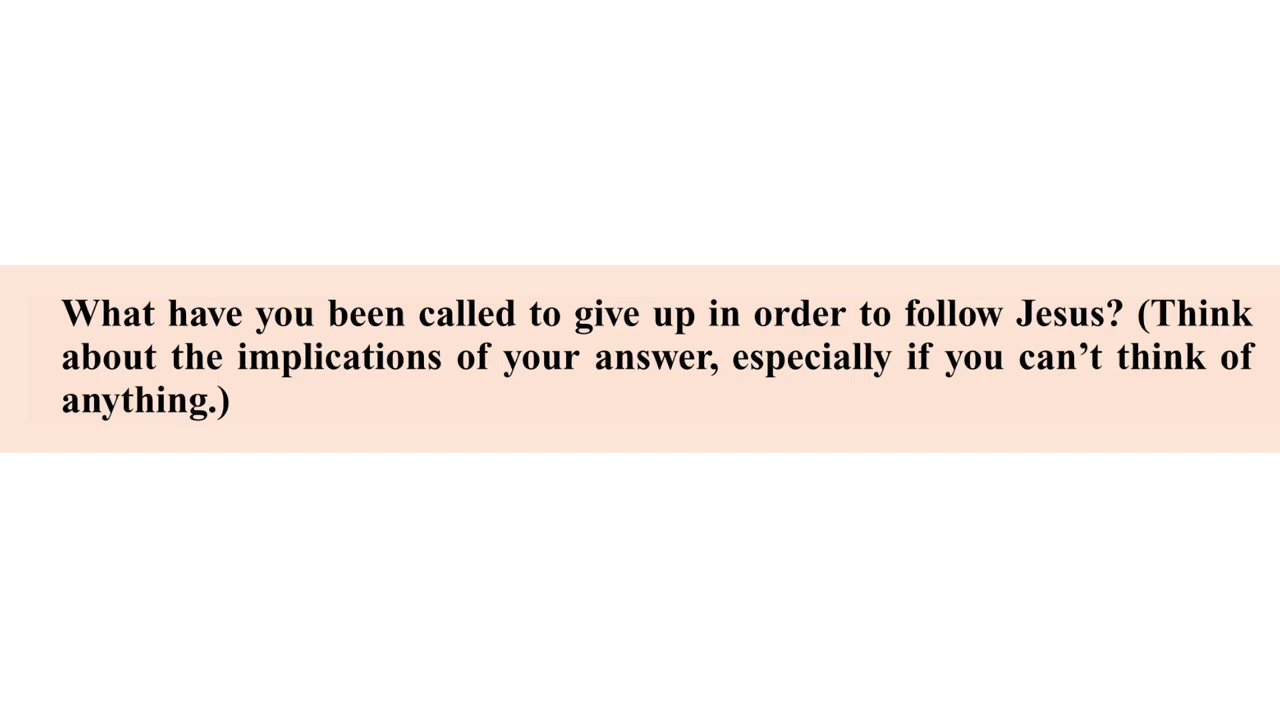 What have you been called to give up in order to follow Jesus? (Think
about the implications of your answer, especially if you can’t think of
anything.)